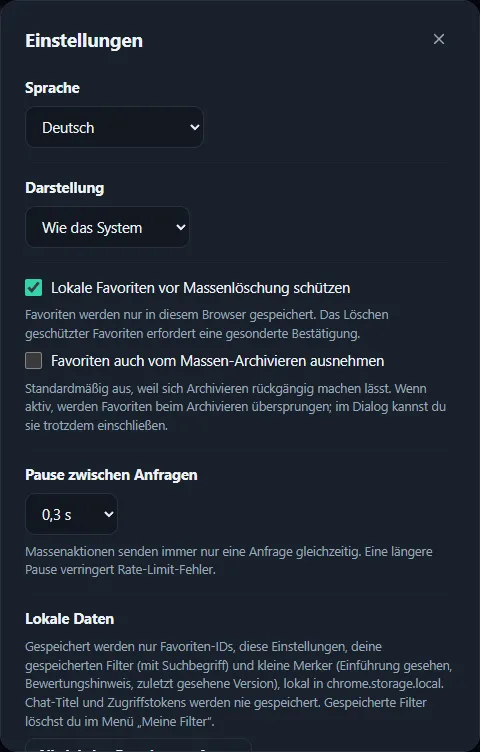 Einstellungen
Sprache
Deutsch
Darstellung
Wie das System
Lokale Favoriten vor Massenlöschung schützen
Favoriten werden nur in diesem Browser gespeichert. Das Löschen
geschützter Favoriten erfordert eine gesonderte Bestätigung.
Favoriten auch vom Massen-Archivieren ausnehmen
Standardmäßig aus, weil sich Archivieren rückgängig machen lässt. Wenn
aktiv, werden Favoriten beim Archivieren übersprungen; im Dialog kannst du
sie trotzdem einschließen.
Pause zwischen Anfragen
0,3 s
Massenaktionen senden immer nur eine Anfrage gleichzeitig. Eine längere
Pause verringert Rate-Limit-Fehler.
Lokale Daten
Gespeichert werden nur Favoriten-IDs, diese Einstellungen, deine
gespeicherten Filter (mit Suchbegriff) und kleine Merker (Einführung gesehen,
Bewertungshinweis, zuletzt gesehene Version), lokal in chrome.storage.local.
Chat-Titel und Zugriffstokens werden nie gespeichert. Gespeicherte Filter
löschst du im Menü „Meine Filter“.